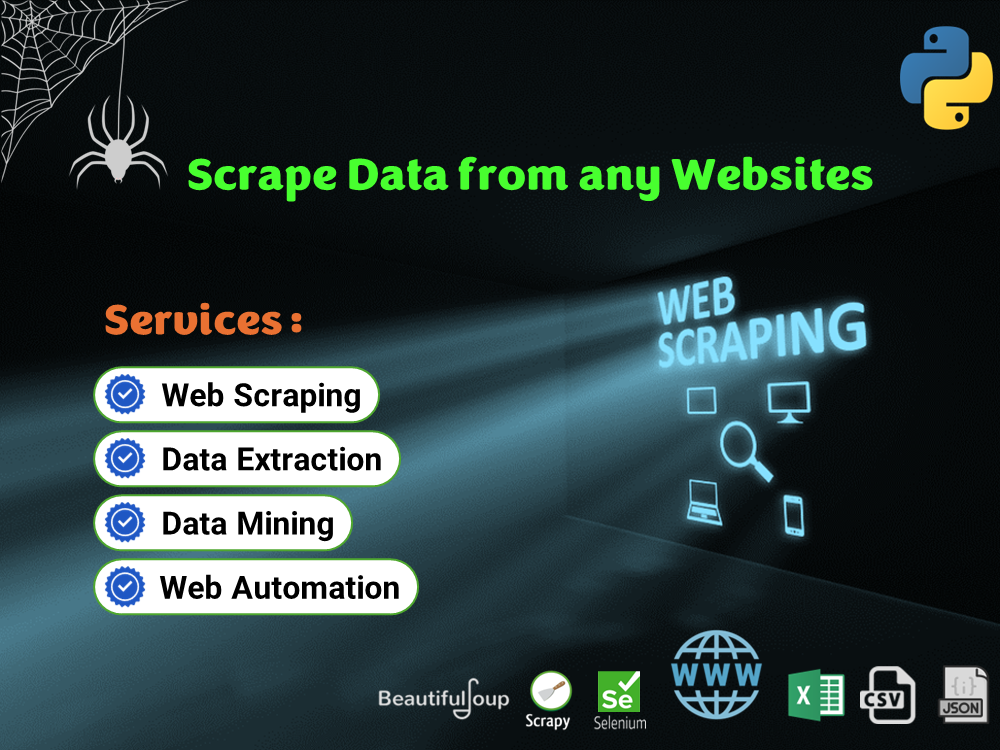 Scrape Data from any Websites
WEB
SCRAPING
Services :
Web Scraping
Data Extraction
Data Mining
Web Automation
BeautifulSoup
Scrapy
Se
Selenium
WWW
X
CSV
{i}
JSON